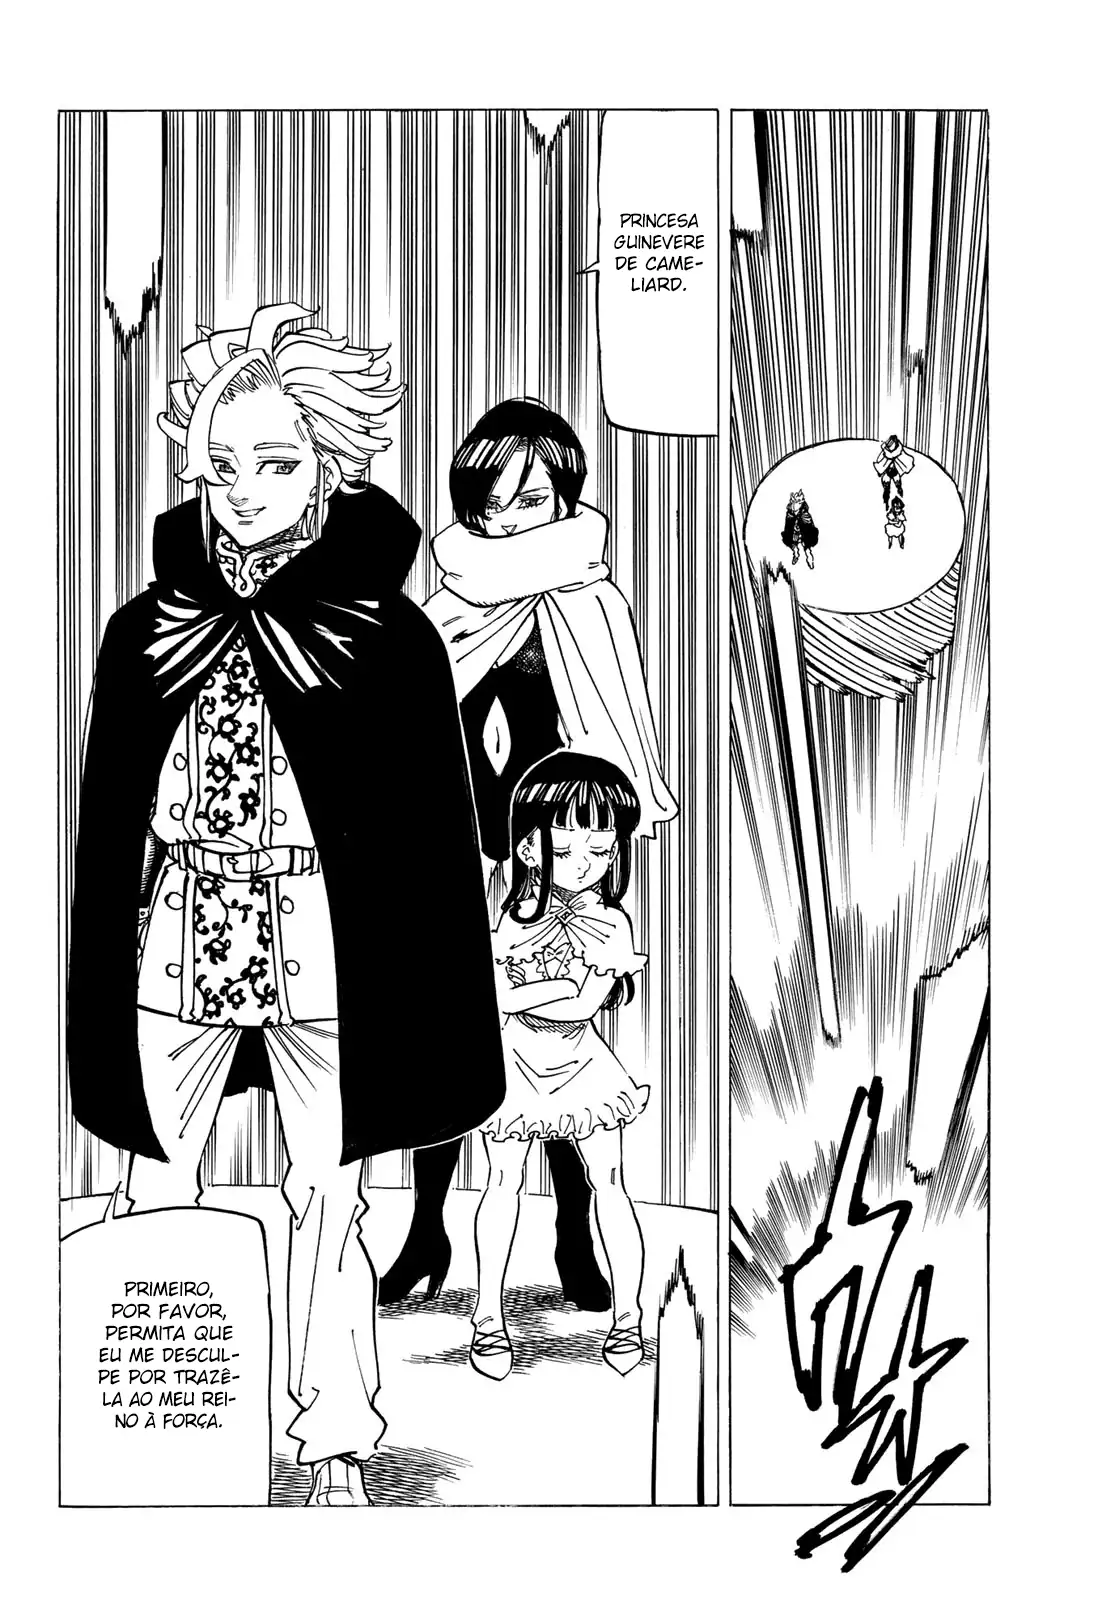 PRINCESA
GUINEVERE
DE CAME-
LIARD.
PRIMEIRO,
POR FAVOR,
PERMITA QUE
EU ME DESCUL-
PE POR TRAZÊ-
LA AO MEU REI-
NO À FORÇA.